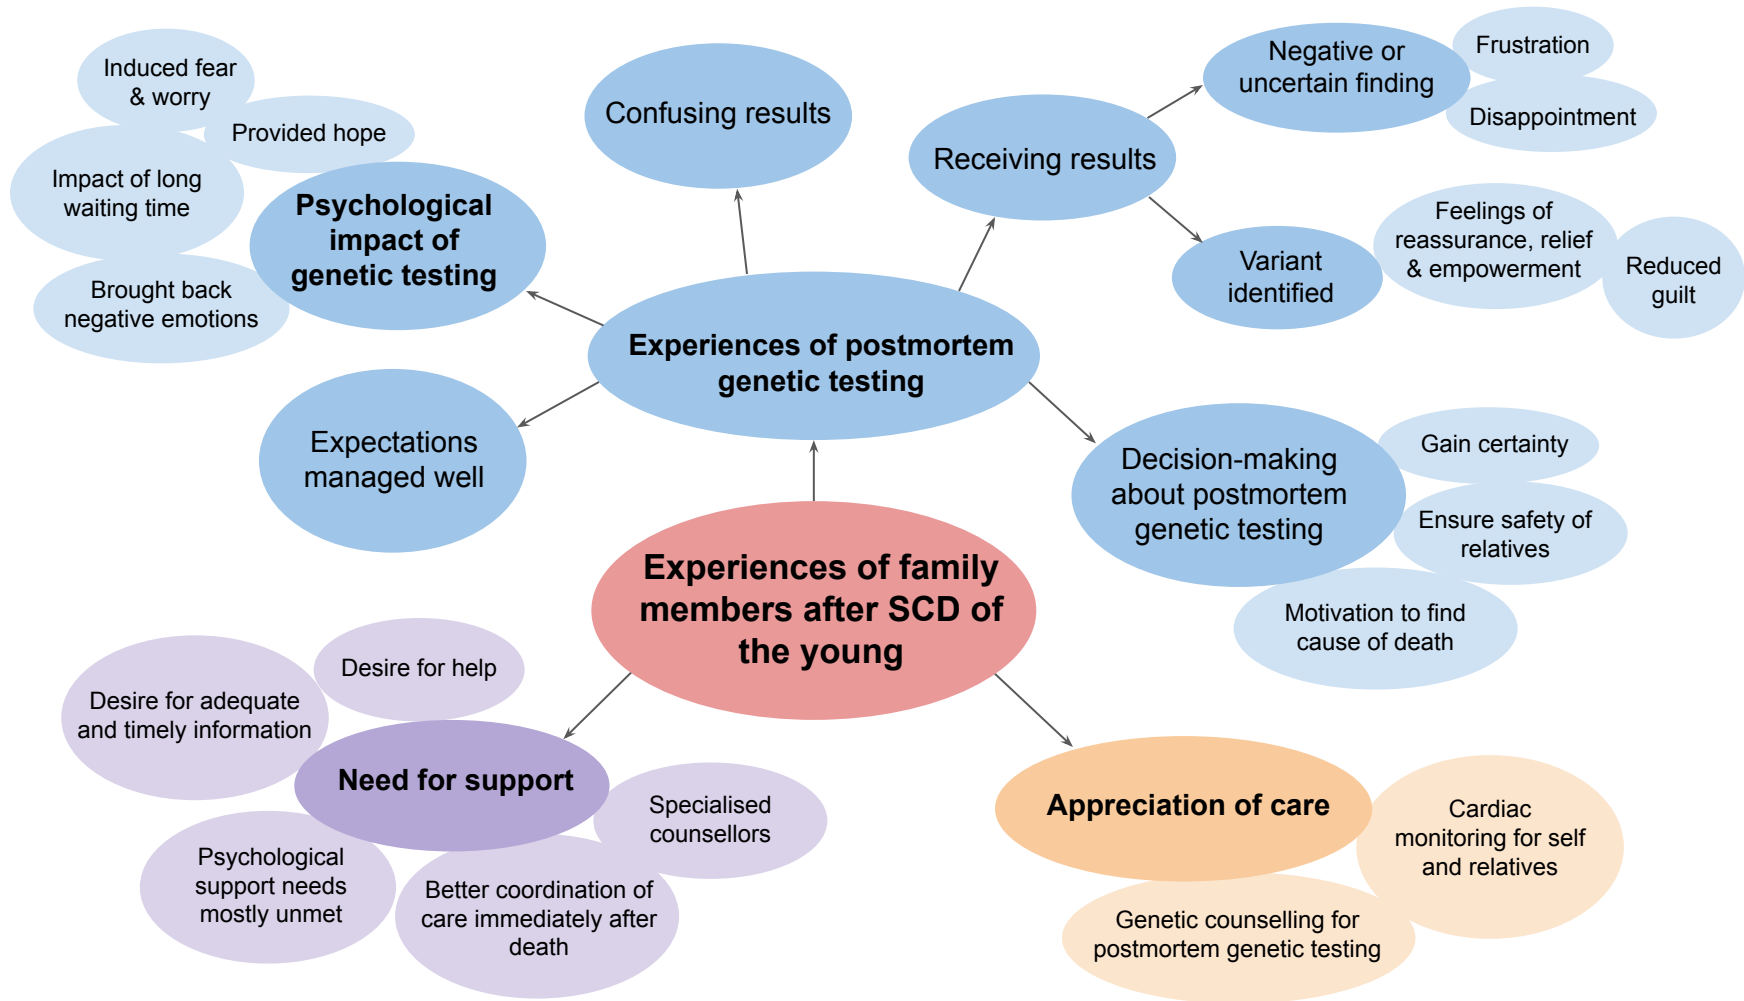 Induced fear
& worry
Provided hope
Impact of long
waiting time
Brought back
negative emotions
Psychological
impact of
genetic testing
Confusing results
Receiving results
Negative or
uncertain finding
Frustration
Disappointment
Variant
identified
Feelings of
reassurance, relief
& empowerment
Reduced
guilt
Experiences of postmortem
genetic testing
Expectations
managed well
Decision-making
about postmortem
genetic testing
Gain certainty
Ensure safety of
relatives
Motivation to find
cause of death
Experiences of family
members after SCD of
the young
Desire for help
Desire for adequate
and timely information
Need for support
Specialised
counsellors
Psychological
support needs
mostly unmet
Better coordination of
care immediately after
death
Appreciation of care
Cardiac
monitoring for self
and relatives
Genetic counselling for
postmortem genetic testing